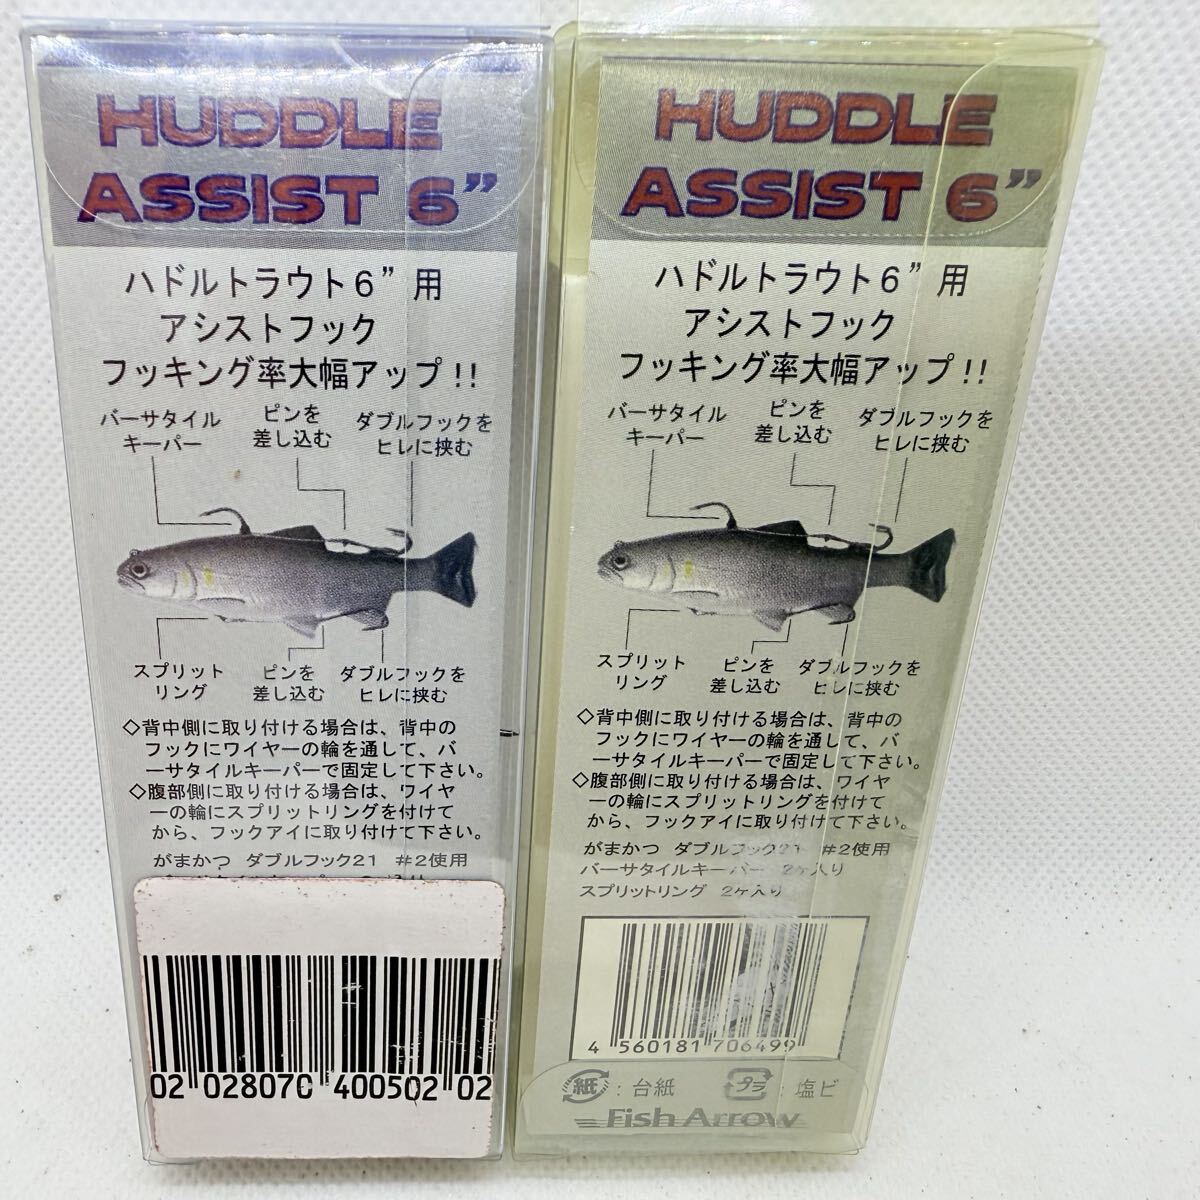 HUDDLE
ASSIST 6”
ハドルトラウト6”用
アシストフック
フッキング率大幅アップ!!
バーサタイル
キーパー
ピンを
差し込む
ダブルフックを
ヒレに挟む
スプリット
リング
ピンを
差し込む
ダブルフックを
ヒレに挟む
◇背中側に取り付ける場合は、背中の
フックにワイヤーの輪を通して、バ
ーサタイルキーパーで固定して下さい。
◇腹部側に取り付ける場合は、ワイヤ
ーの輪にスプリットリングを付けて
から、フックアイに取り付けて下さい。
がまかつ ダブルフック21 #2使用
02 028070 400502 02
HUDDLE
ASSIST 6”
ハドルトラウト6”用
アシストフック
フッキング率大幅アップ!!
バーサタイル
キーパー
ピンを
差し込む
ダブルフックを
ヒレに挟む
スプリット
リング
ピンを
差し込む
ダブルフックを
ヒレに挟む
◇背中側に取り付ける場合は、背中の
フックにワイヤーの輪を通して、バ
ーサタイルキーパーで固定して下さい。
◇腹部側に取り付ける場合は、ワイヤ
ーの輪にスプリットリングを付けて
から、フックアイに取り付けて下さい。
がまかつ ダブルフック21 #2使用
バーサタイルキーパー 2ヶ入り
スプリットリング 2ヶ入り
4 560181 706499
紙:台紙 プラ:塩ビ
Fish Arrow